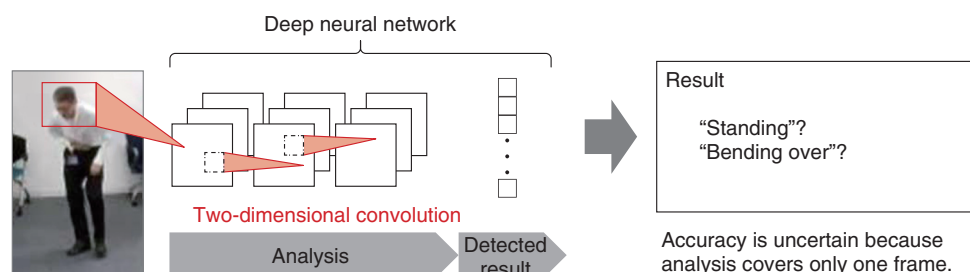 Deep neural network
Result
“Standing”?
“Bending over”?
Two-dimensional convolution
Analysis
Detected
result
Accuracy is uncertain because
analysis covers only one frame.